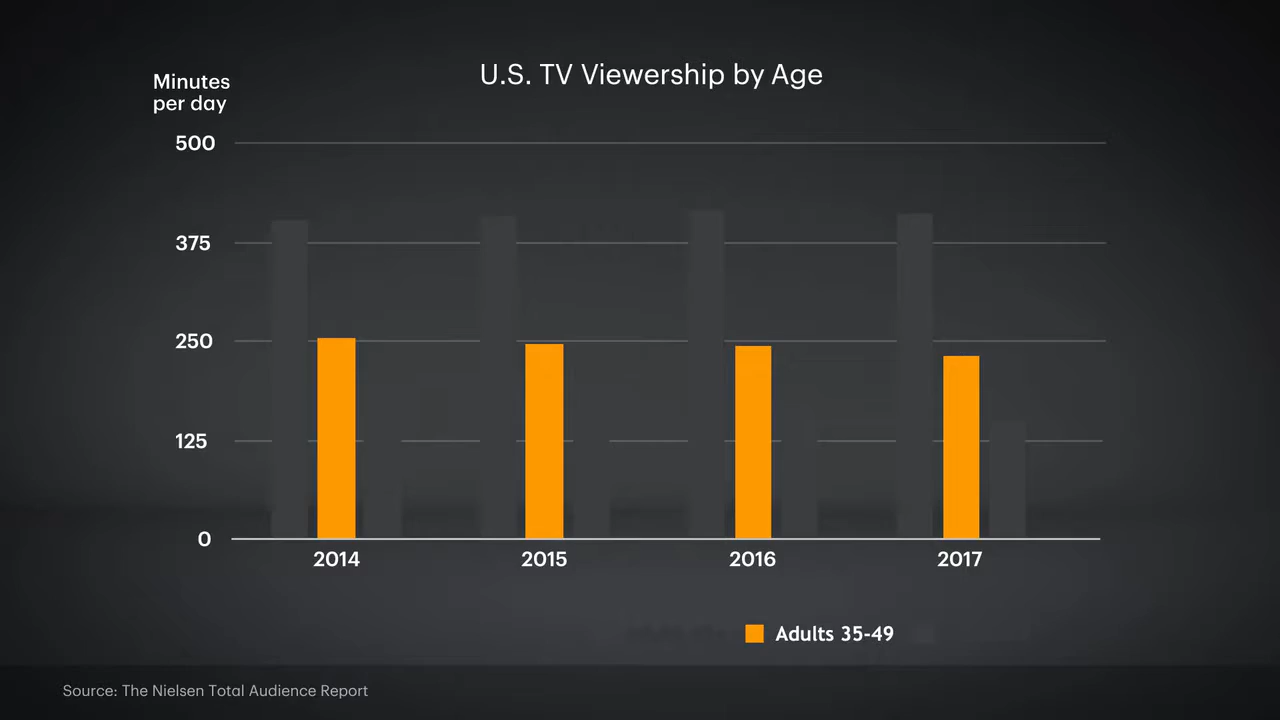 U.S. TV Viewership by Age
Minutes
per day
500
375
250
125
0
2014
2015
2016
2017
Adults 35-49
Source: The Nielsen Total Audience Report